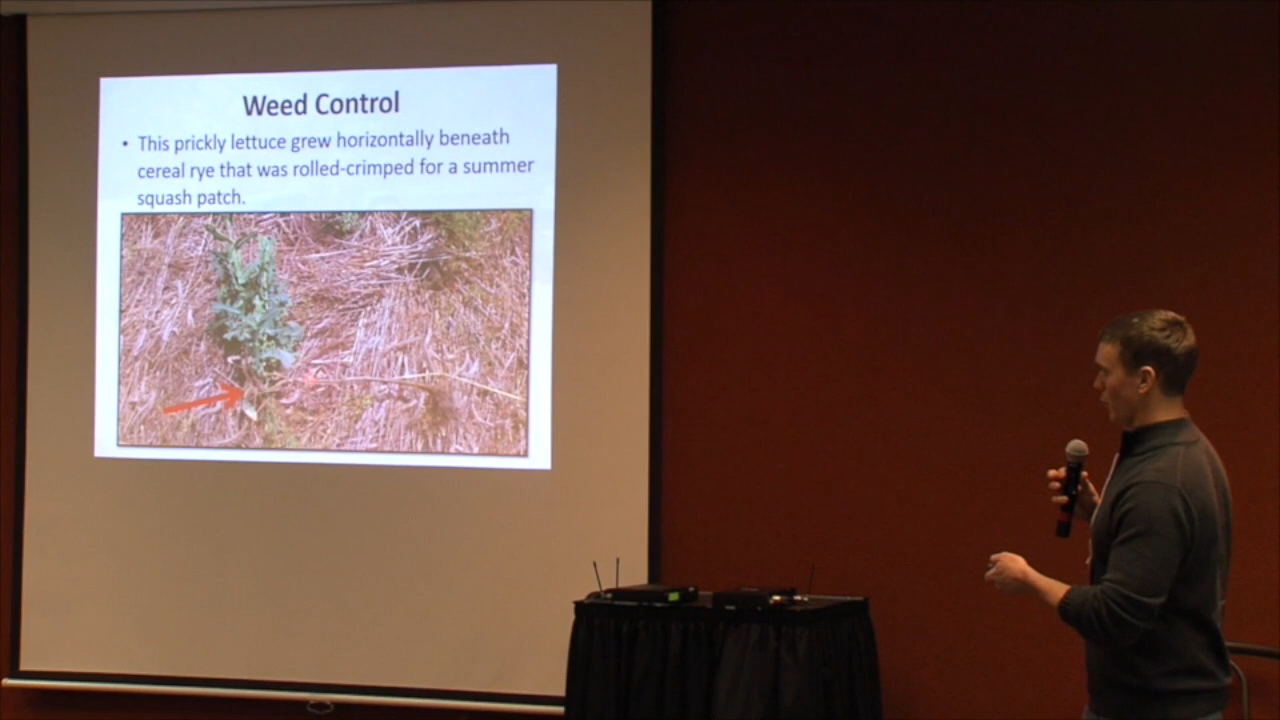 Weed Control
• This prickly lettuce grew horizontally beneath
cereal rye that was rolled-crimped for a summer
squash patch.